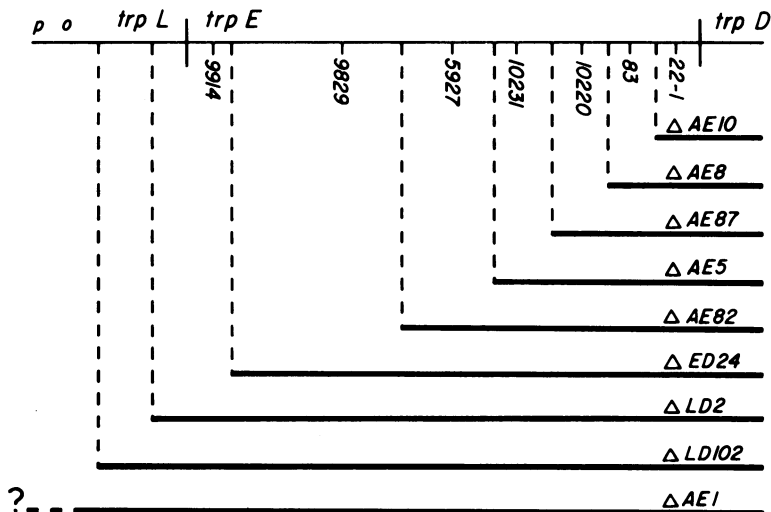 p o trp L trp E trp D
9914 9829 5927 10231 10220 83 22-1
Δ AE10
Δ AE8
Δ AE87
Δ AE5
Δ AE82
Δ ED24
Δ LD2
Δ LD102
? Δ AE1